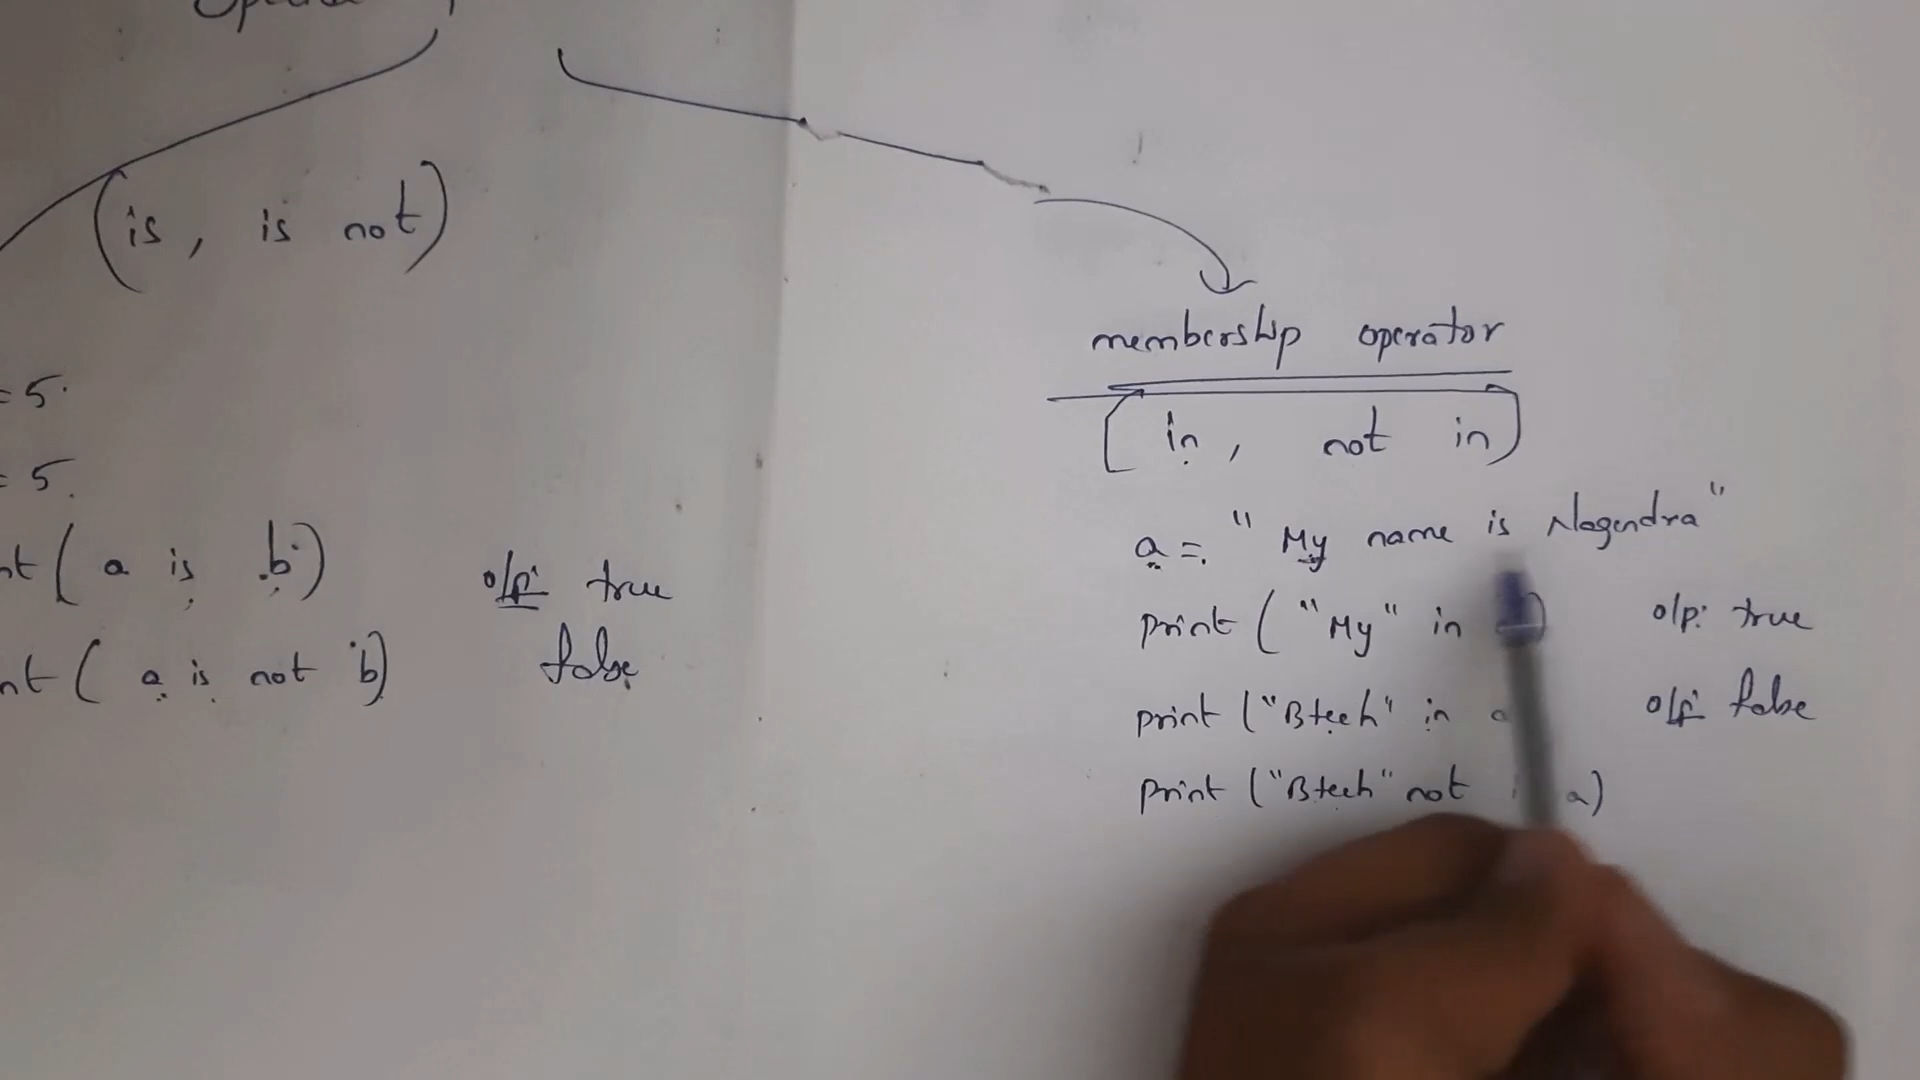 (is, is not)
= 5.
= 5.
nt ( a is b) o/p: true
nt ( a is not b) false
membership operator
[in, not in]
a = "My name is Nagendra"
print ("My" in ) o/p: true
print ("Btech" in a o/p: false
print ("Btech" not i a)